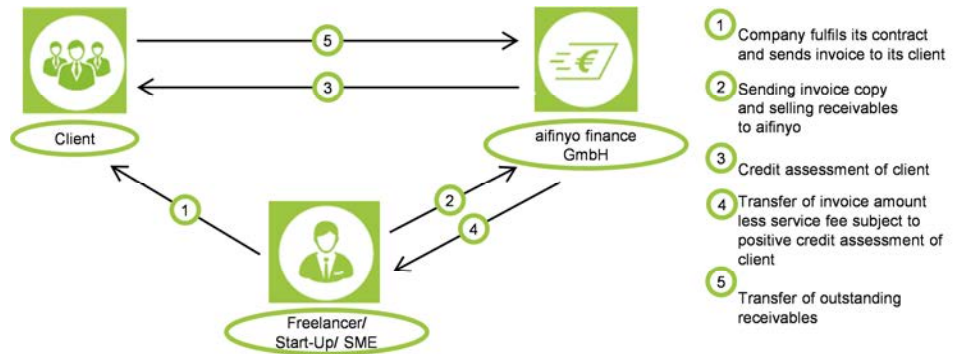 5
3
Client
aifinyo finance
GmbH
1
2
4
Freelancer/
Start-Up/ SME
1
Company fulfils its contract
and sends invoice to its client
2
Sending invoice copy
and selling receivables
to aifinyo
3
Credit assessment of client
4
Transfer of invoice amount
less service fee subject to
positive credit assessment of
client
5
Transfer of outstanding
receivables
€